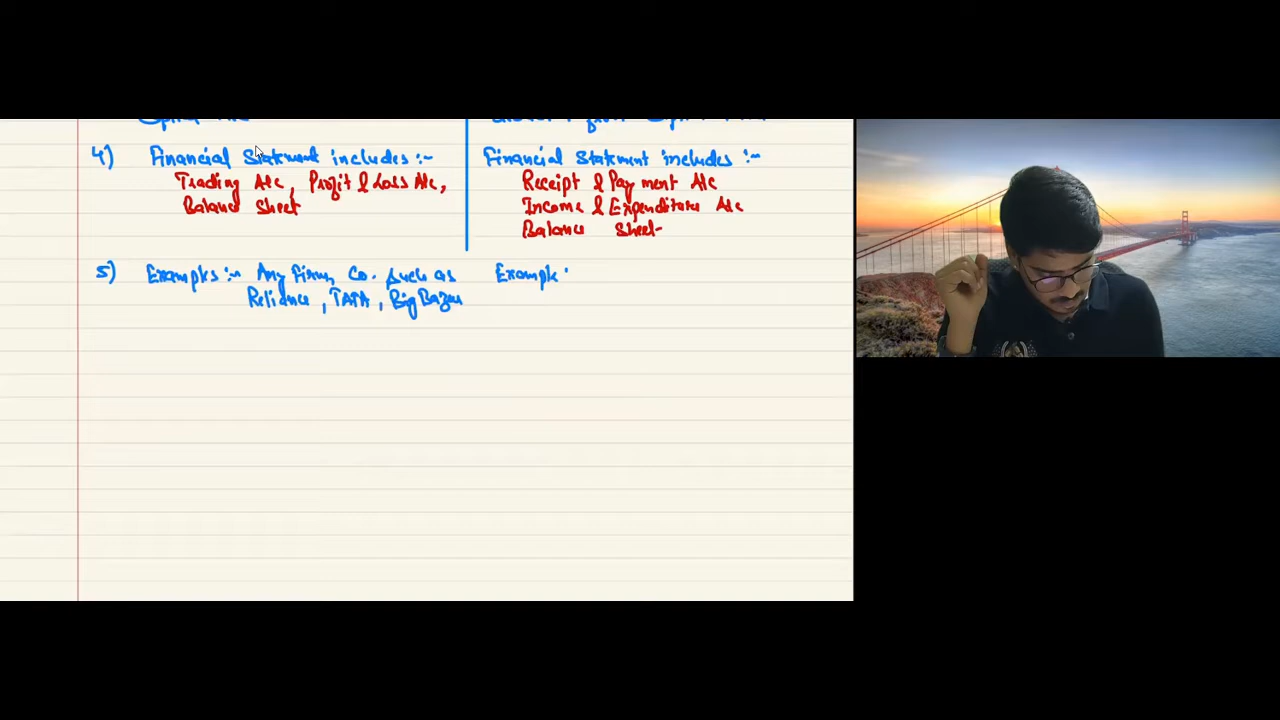 4) Financial Statement includes :-
Trading A/c, Profit & Loss A/c,
Balance Sheet
Financial Statement includes :-
Receipt & Payment A/c
Income & Expenditure A/c
Balance Sheet
5) Examples :- Any Firm, Co. such as
Reliance, TATA, Big Bazar
Example